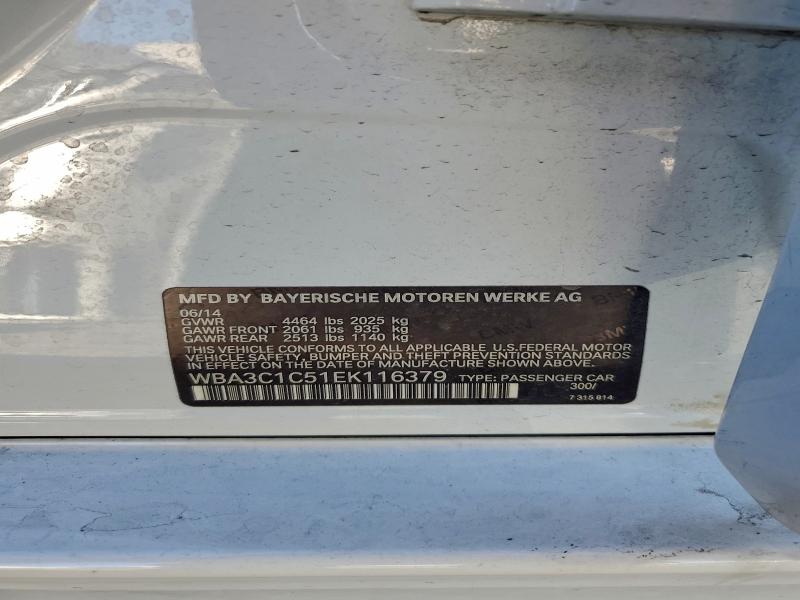 MFD BY BAYERISCHE MOTOREN WERKE AG
06/14
GVWR 4464 lbs 2025 kg
GAWR FRONT 2061 lbs 935 kg
GAWR REAR 2513 lbs 1140 kg
THIS VEHICLE CONFORMS TO ALL APPLICABLE U.S.FEDERAL MOTOR
VEHICLE SAFETY, BUMPER AND THEFT PREVENTION STANDARDS
IN EFFECT ON THE DATE OF MANUFACTURE SHOWN ABOVE.
WBA3C1C51EK116379 TYPE: PASSENGER CAR
300/
7 315 814